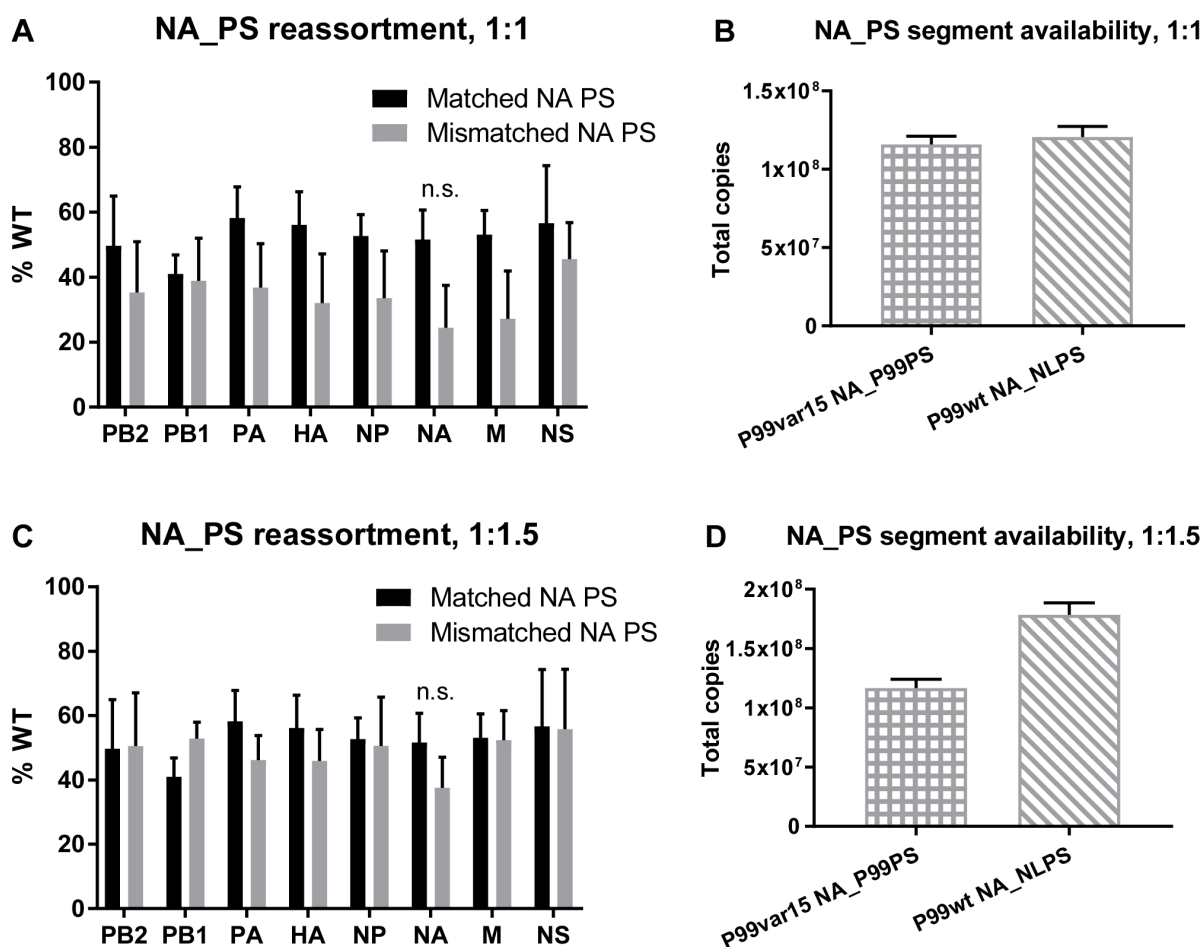 A
NA_PS reassortment, 1:1
Matched NA PS
Mismatched NA PS
n.s.
% WT
100
80
60
40
20
0
PB2 PB1 PA HA NP NA M NS
B
NA_PS segment availability, 1:1
Total copies
1.5x10⁸
1x10⁸
5x10⁷
0
P99var15 NA_P99PS
P99wt NA_NLPS
C
NA_PS reassortment, 1:1.5
Matched NA PS
Mismatched NA PS
n.s.
% WT
100
80
60
40
20
0
PB2 PB1 PA HA NP NA M NS
D
NA_PS segment availability, 1:1.5
Total copies
2x10⁸
1.5x10⁸
1x10⁸
5x10⁷
0
P99var15 NA_P99PS
P99wt NA_NLPS